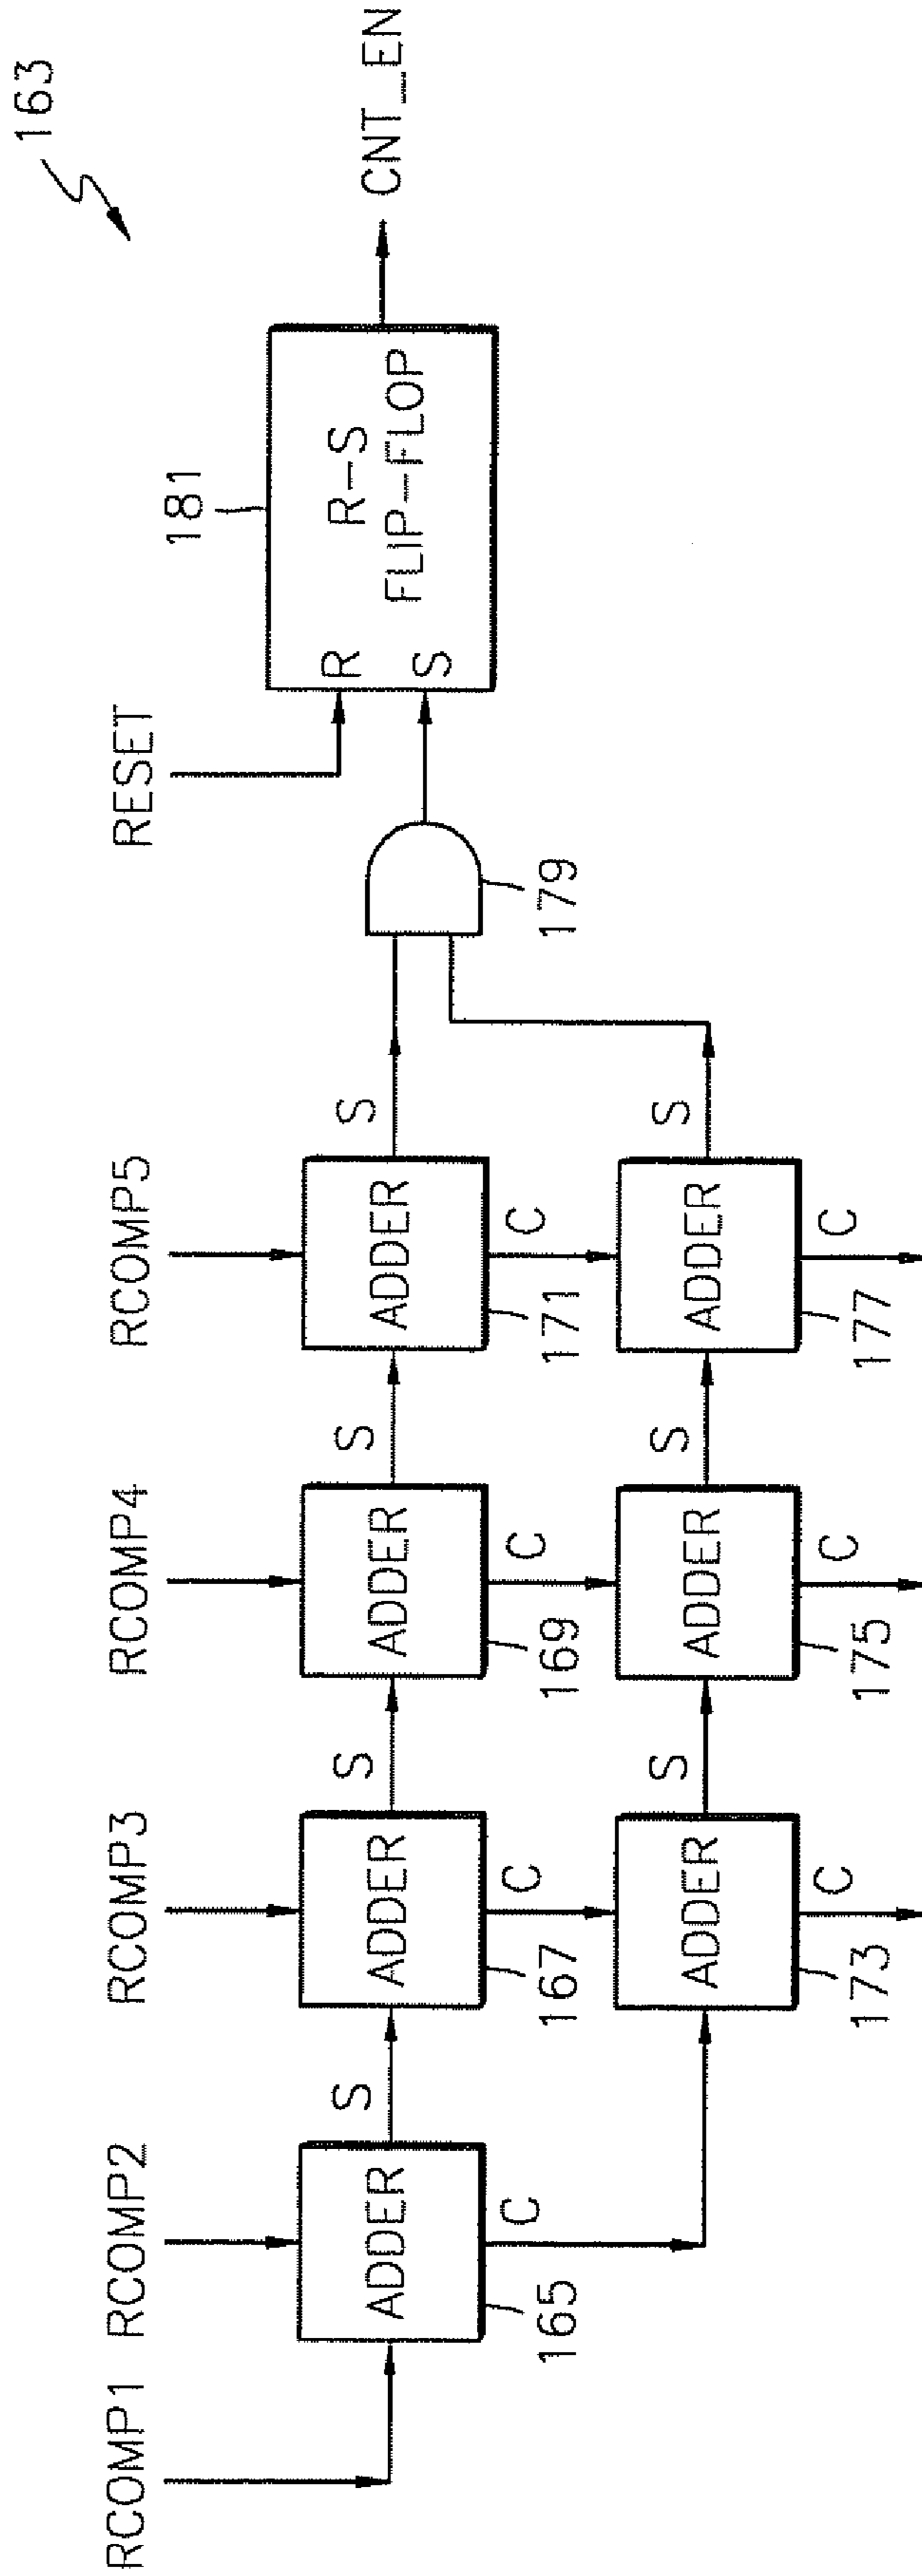 163
RCOMP1
RCOMP2
RCOMP3
RCOMP4
RCOMP5
RESET
181
ADDER
S
ADDER
S
ADDER
S
ADDER
S
R
S
R-S
FLIP-FLOP
CNT_EN
165
C
167
C
169
C
171
C
179
ADDER
S
ADDER
S
ADDER
S
173
C
175
C
177
C